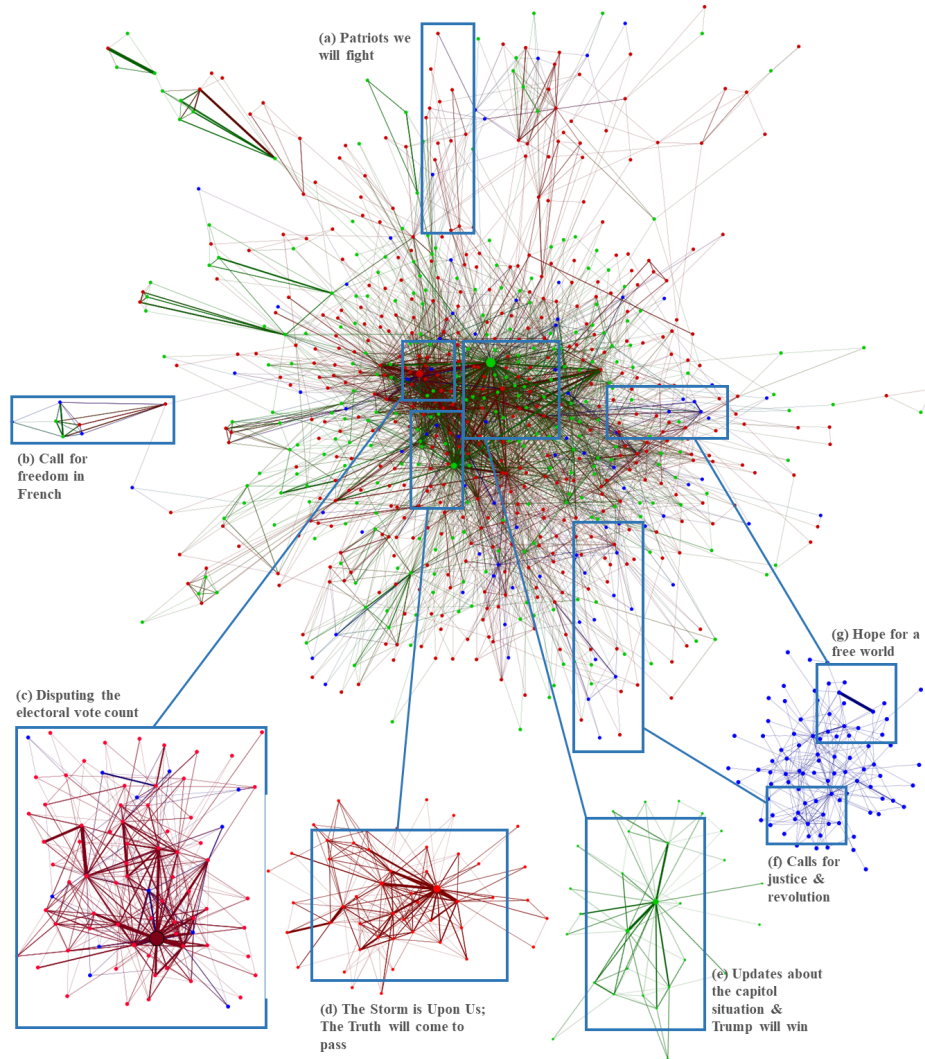 (a) Patriots we
will fight
(b) Call for
freedom in
French
(g) Hope for a
free world
(c) Disputing the
electoral vote count
(f) Calls for
justice &
revolution
(e) Updates about
the capitol
situation &
Trump will win
(d) The Storm is Upon Us;
The Truth will come to
pass